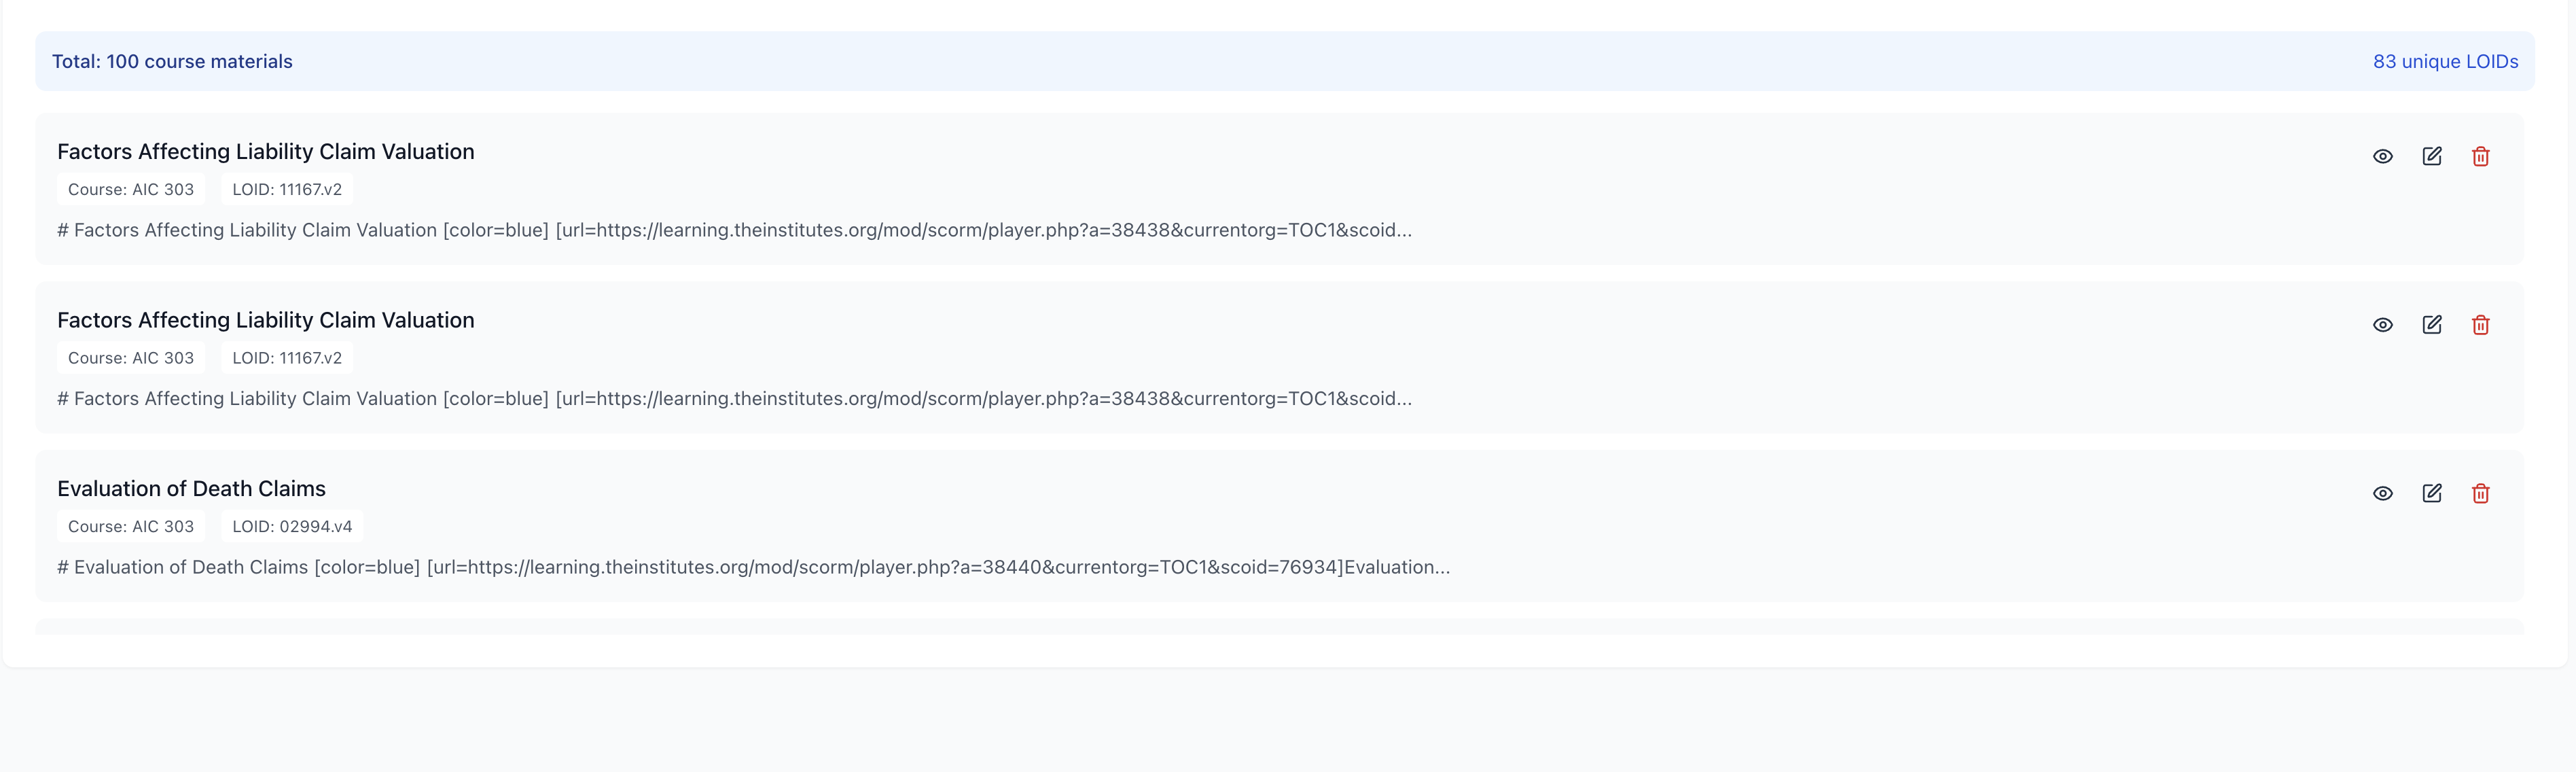 Total: 100 course materials
83 unique LOIDs
Factors Affecting Liability Claim Valuation
Course: AIC 303
LOID: 11167.v2
# Factors Affecting Liability Claim Valuation [color=blue] [url=https://learning.theinstitutes.org/mod/scorm/player.php?a=38438&currentorg=TOC1&scoid...
Factors Affecting Liability Claim Valuation
Course: AIC 303
LOID: 11167.v2
# Factors Affecting Liability Claim Valuation [color=blue] [url=https://learning.theinstitutes.org/mod/scorm/player.php?a=38438&currentorg=TOC1&scoid...
Evaluation of Death Claims
Course: AIC 303
LOID: 02994.v4
# Evaluation of Death Claims [color=blue] [url=https://learning.theinstitutes.org/mod/scorm/player.php?a=38440&currentorg=TOC1&scoid=76934]Evaluation...